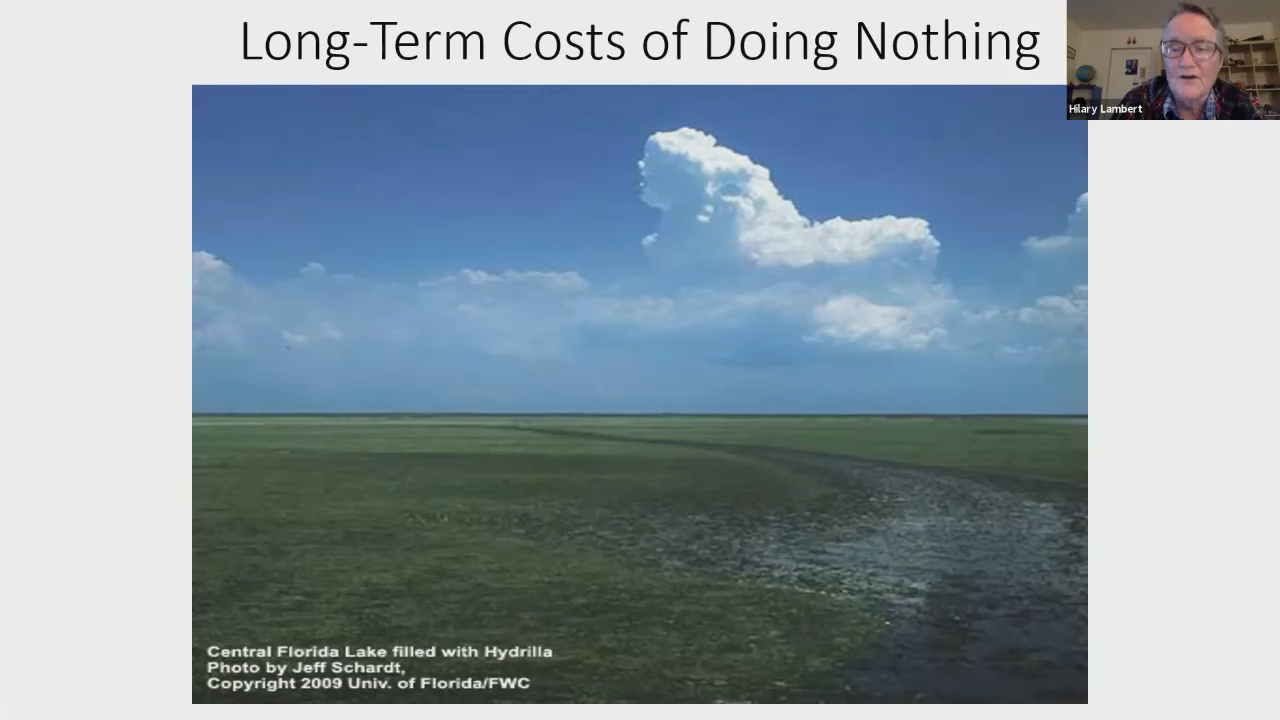 Long-Term Costs of Doing Nothing
Hilary Lambert
Central Florida Lake filled with Hydrilla
Photo by Jeff Schardt,
Copyright 2009 Univ. of Florida/FWC